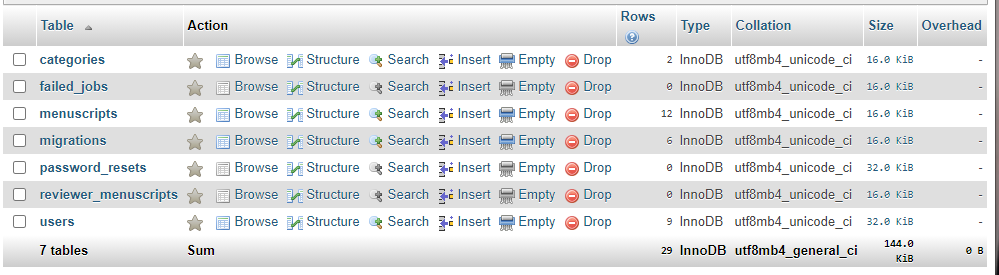 Table Action Rows Type Collation Size Overhead
categories Browse Structure Search Insert Empty Drop 2 InnoDB utf8mb4_unicode_ci 16.0 KiB -
failed_jobs Browse Structure Search Insert Empty Drop 0 InnoDB utf8mb4_unicode_ci 16.0 KiB -
menuscripts Browse Structure Search Insert Empty Drop 12 InnoDB utf8mb4_unicode_ci 16.0 KiB -
migrations Browse Structure Search Insert Empty Drop 6 InnoDB utf8mb4_unicode_ci 16.0 KiB -
password_resets Browse Structure Search Insert Empty Drop 0 InnoDB utf8mb4_unicode_ci 32.0 KiB -
reviewer_menuscripts Browse Structure Search Insert Empty Drop 0 InnoDB utf8mb4_unicode_ci 16.0 KiB -
users Browse Structure Search Insert Empty Drop 9 InnoDB utf8mb4_unicode_ci 32.0 KiB -
7 tables Sum 29 InnoDB utf8mb4_general_ci 144.0 KiB 0 B